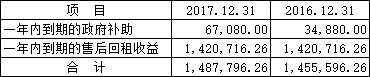 项 目 2017.12.31 2016.12.31
一年内到期的政府补助 67,080.00 34,880.00
一年内到期的售后回租收益 1,420,716.26 1,420,716.26
合 计 1,487,796.26 1,455,596.26